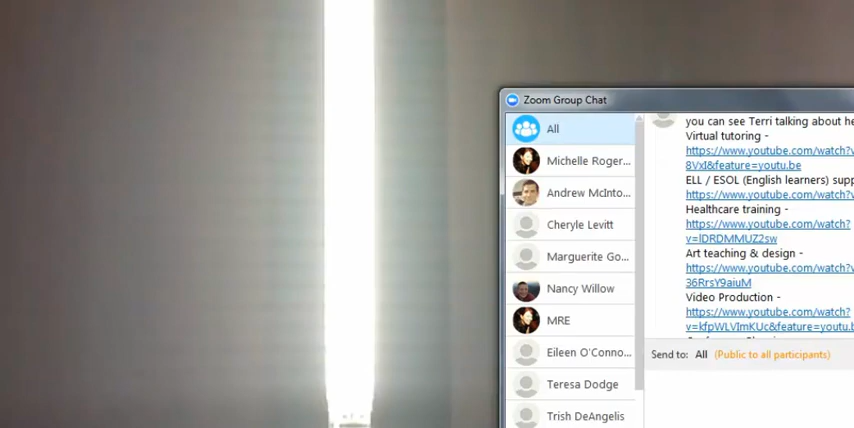 Zoom Group Chat
All
Michelle Roger...
Andrew McInto...
Cheryle Levitt
Marguerite Go...
Nancy Willow
MRE
Eileen O'Conno...
Teresa Dodge
Trish DeAngelis
you can see Terri talking about he
Virtual tutoring -
https://www.youtube.com/watch?v
8VxI&feature=youtu.be
ELL / ESOL (English learners) supp
https://www.youtube.com/watch?v
Healthcare training -
https://www.youtube.com/watch?
v=lDRDMMUZ2sw
Art teaching & design -
https://www.youtube.com/watch?v
36RrsY9aiuM
Video Production -
https://www.youtube.com/watch?
v=kfpWLVImKUc&feature=youtu.b
Send to: All (Public to all participants)